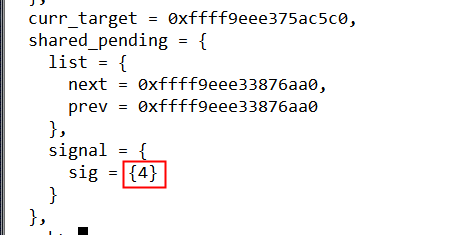 curr_target = 0xffff9eee375ac5c0,
shared_pending = {
list = {
next = 0xffff9eee33876aa0,
prev = 0xffff9eee33876aa0
},
signal = {
sig = {4}
}
},